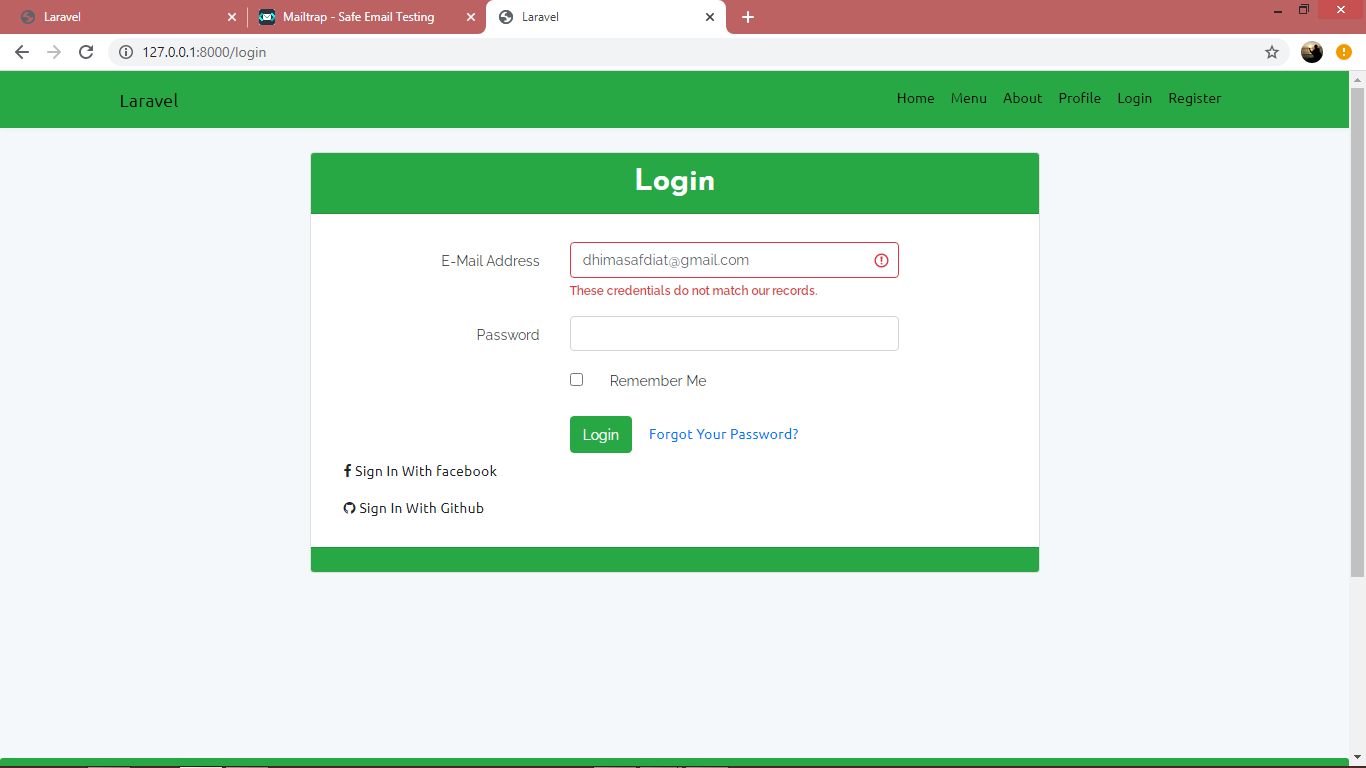 Laravel
Mailtrap - Safe Email Testing
Laravel
127.0.0.1:8000/login
Laravel
Home Menu About Profile Login Register
Login
E-Mail Address dhimasafdiat@gmail.com
These credentials do not match our records.
Password
Remember Me
Login Forgot Your Password?
Sign In With facebook
Sign In With Github